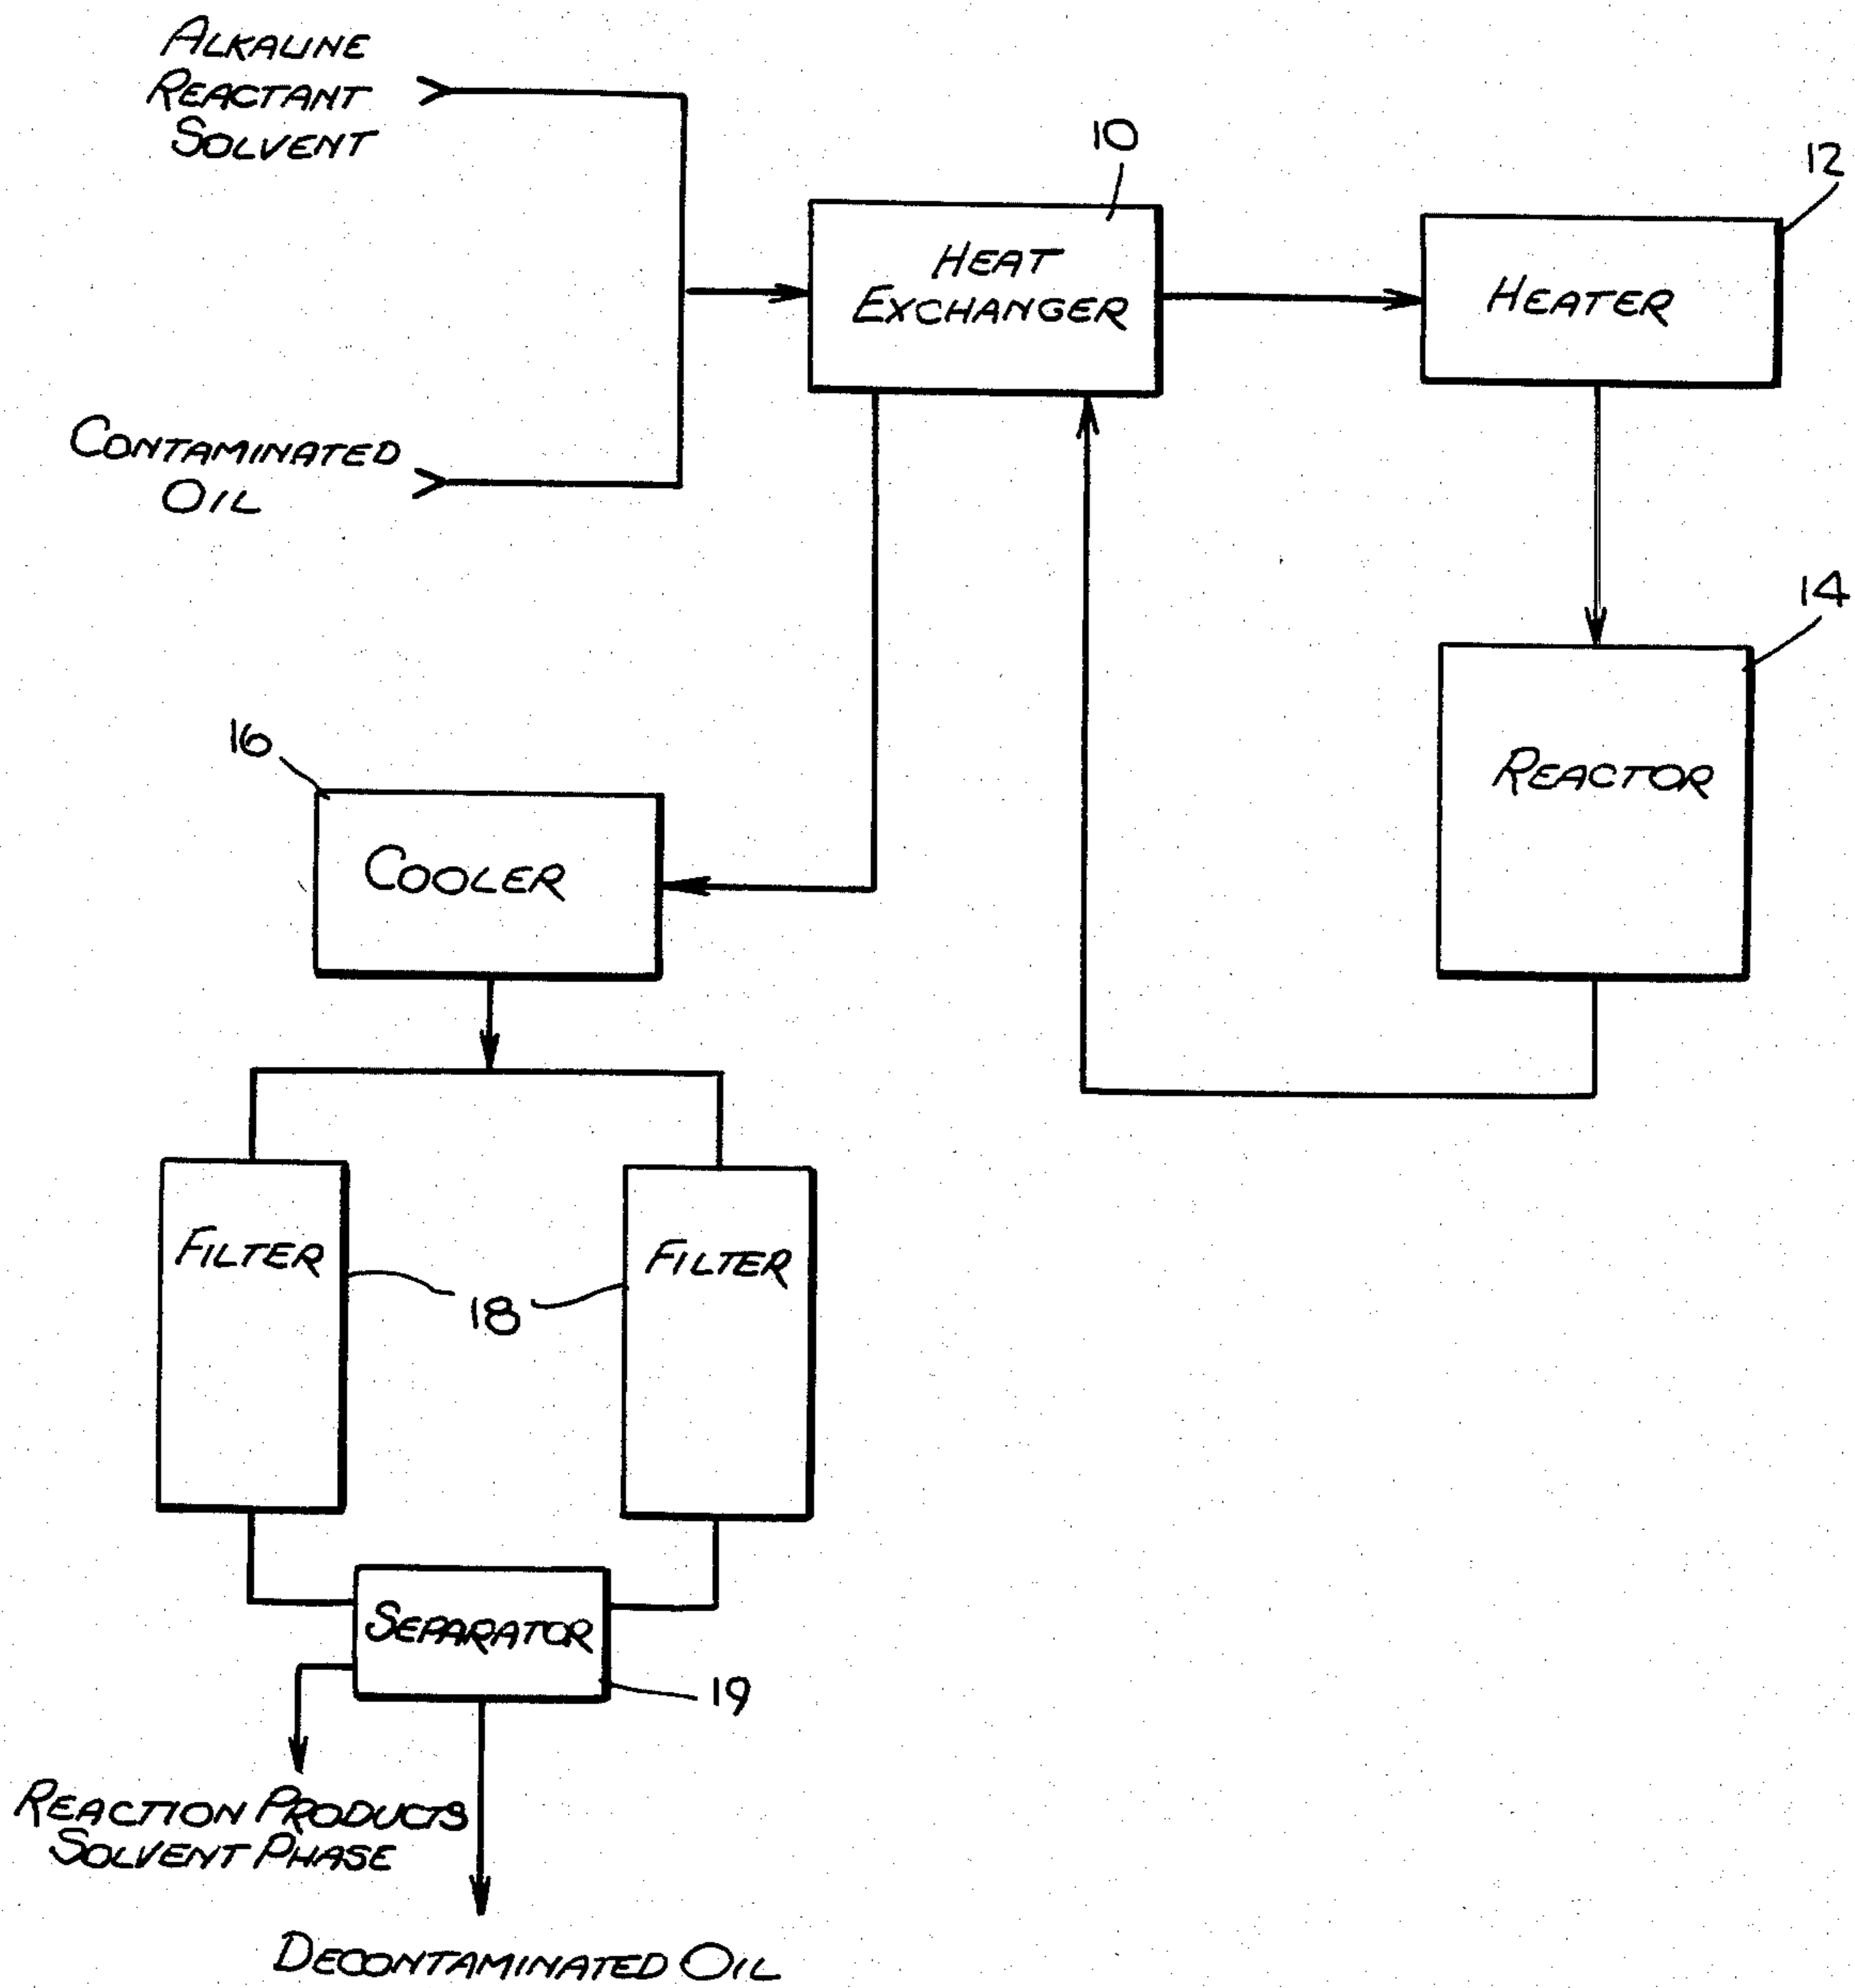 ALKALINE
REACTANT
SOLVENT
10
12
HEAT
EXCHANGER
HEATER
CONTAMINATED
OIL
14
REACTOR
16
COOLER
FILTER
FILTER
18
SEPARATOR
19
REACTION PRODUCTS
SOLVENT PHASE
DECONTAMINATED OIL